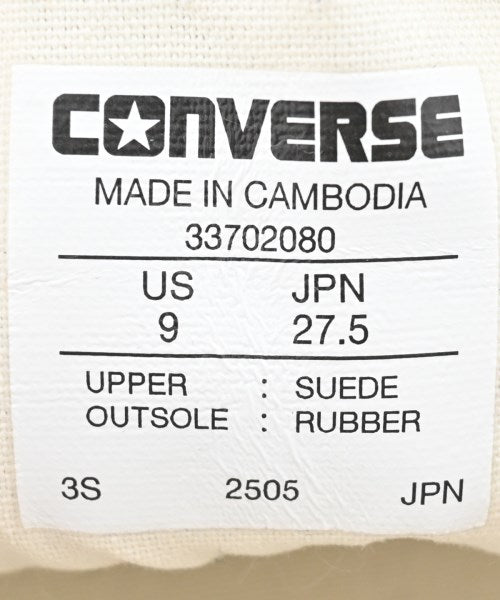 CONVERSE
MADE IN CAMBODIA
33702080
US JPN
9 27.5
UPPER : SUEDE
OUTSOLE : RUBBER
3S 2505 JPN